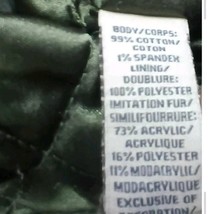 BODY/CORPS:
99% COTTON/
COTON
1% SPANDEX
LINING/
DOUBLURE:
100% POLYESTER
IMITATION FUR/
SIMILIFOURRURE:
73% ACRYLIC/
ACRYLIQUE
16% POLYESTER
11% MODACRYLIC/
MODACRYLIQUE
EXCLUSIVE OF